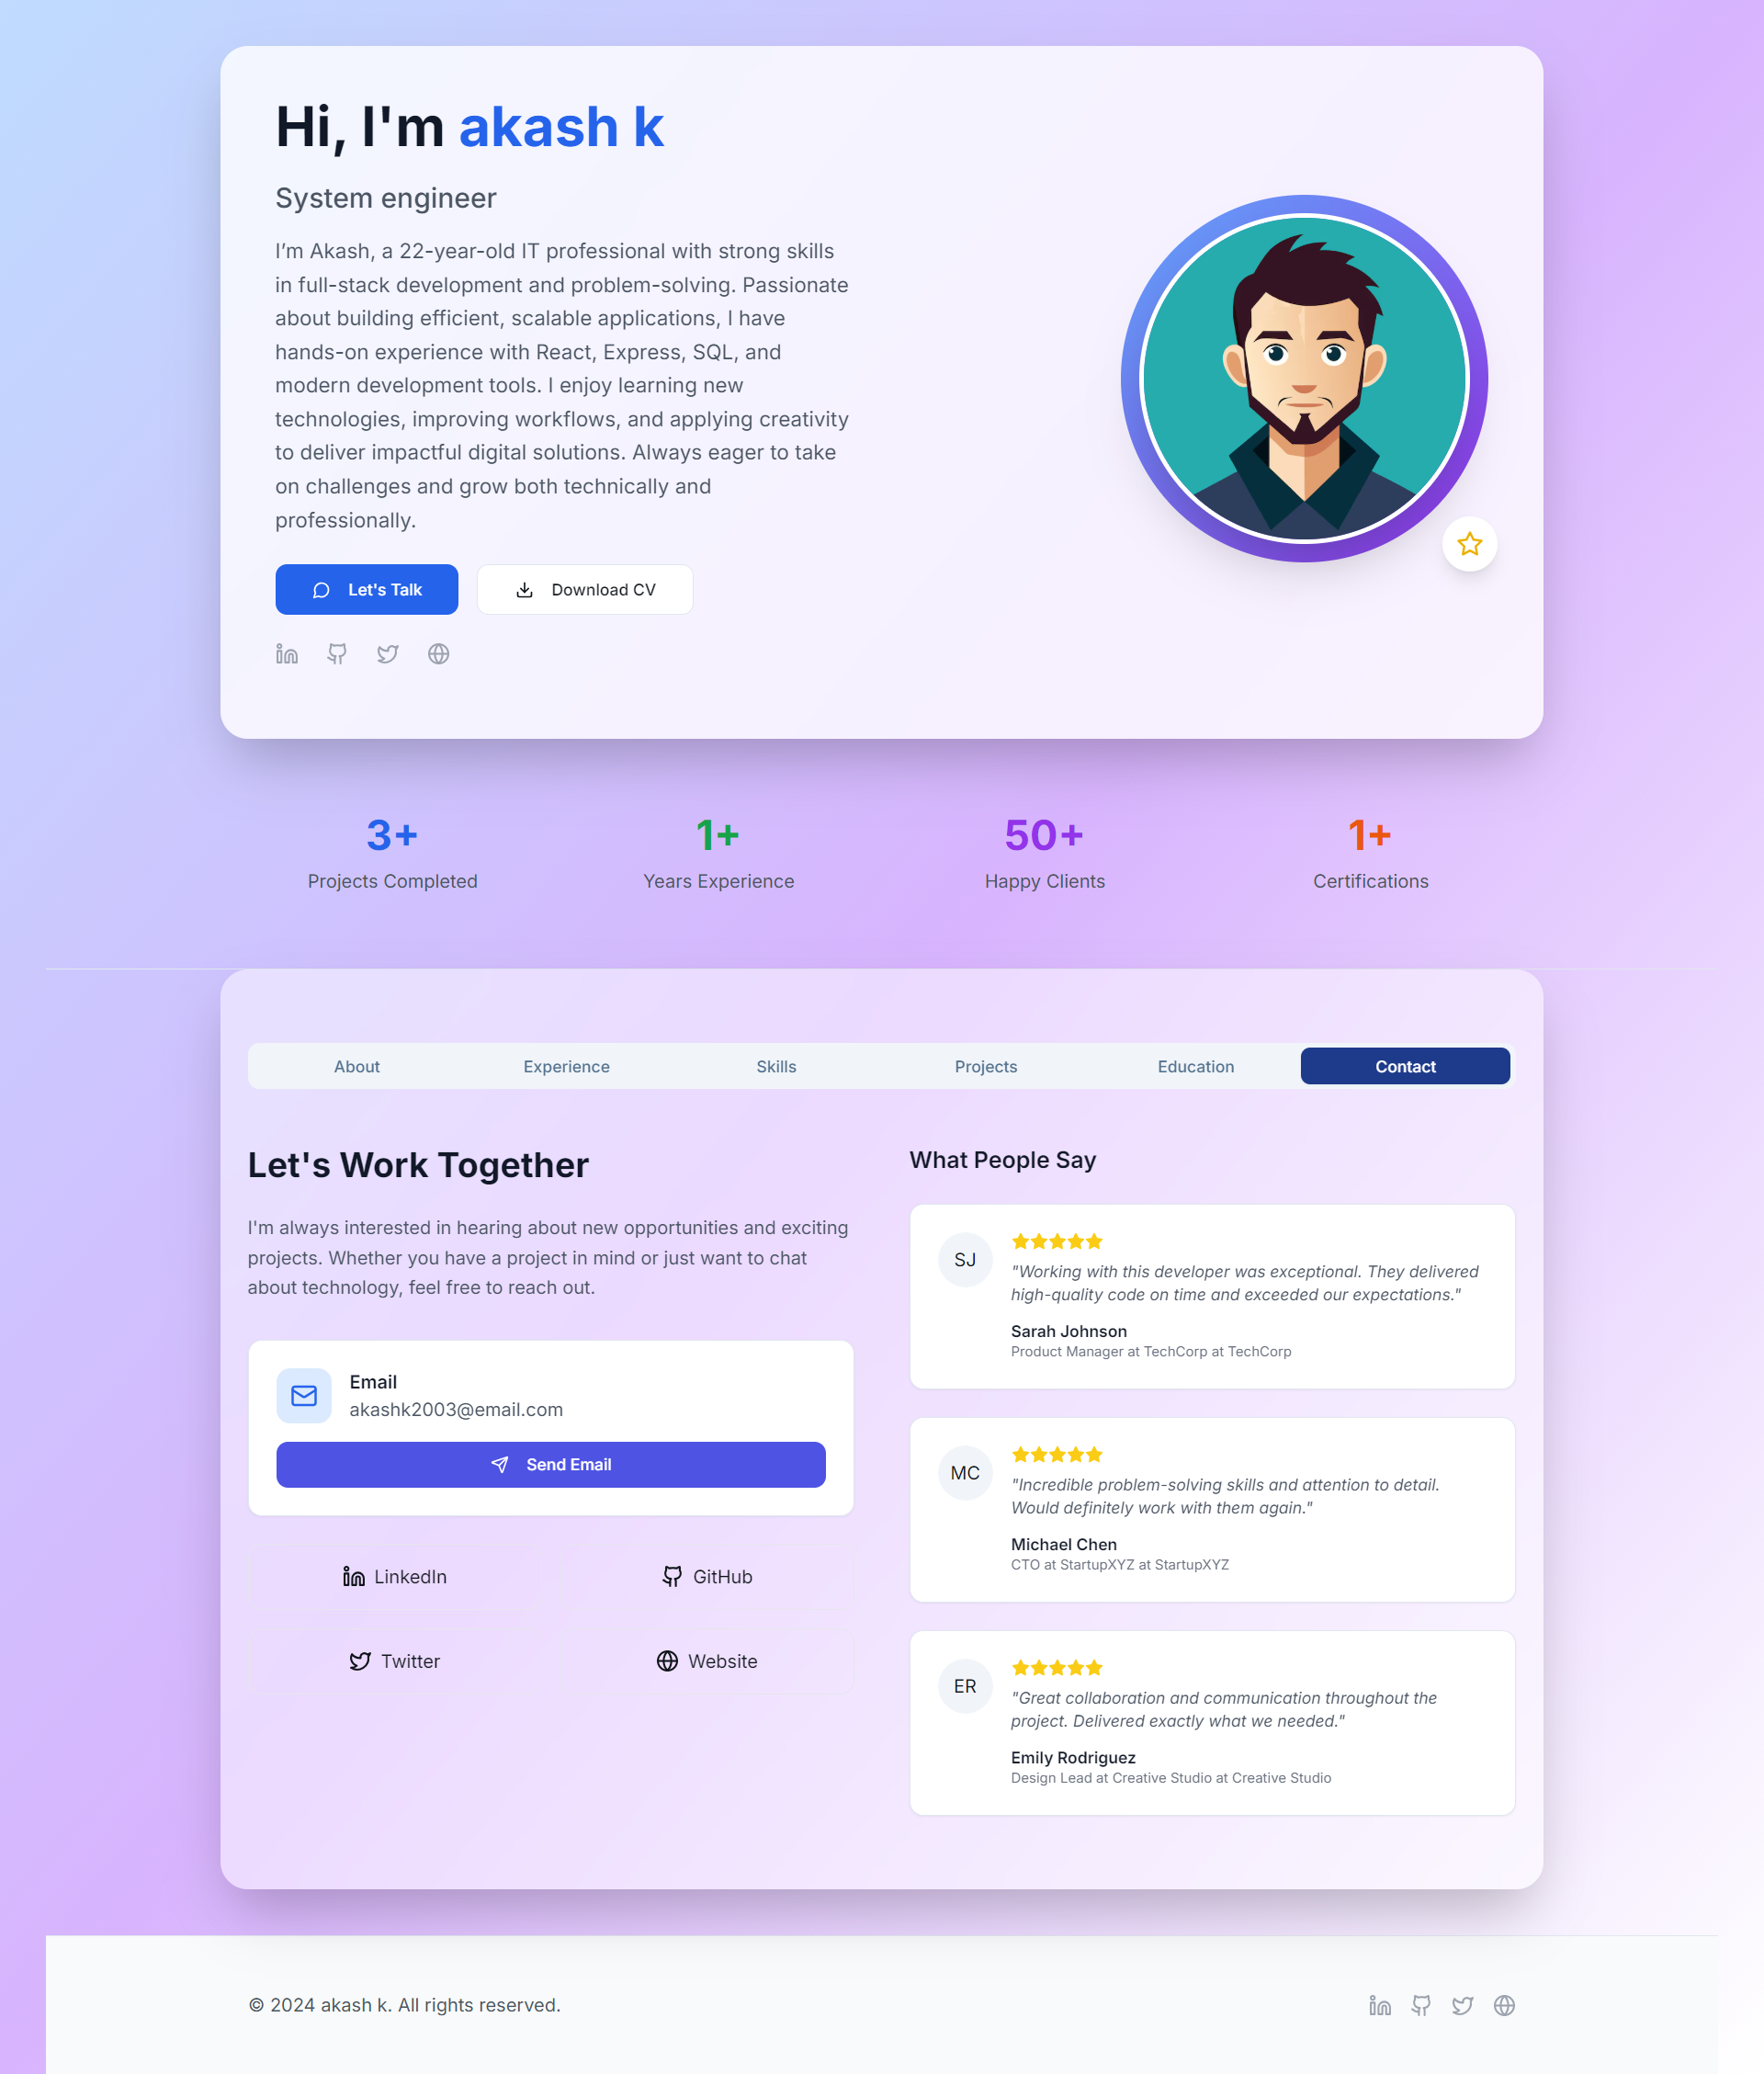 Hi, I'm akash k
System engineer
I’m Akash, a 22-year-old IT professional with strong skills
in full-stack development and problem-solving. Passionate
about building efficient, scalable applications, I have
hands-on experience with React, Express, SQL, and
modern development tools. I enjoy learning new
technologies, improving workflows, and applying creativity
to deliver impactful digital solutions. Always eager to take
on challenges and grow both technically and
professionally.
Let's Talk
Download CV
3+
Projects Completed
1+
Years Experience
50+
Happy Clients
1+
Certifications
About
Experience
Skills
Projects
Education
Contact
Let's Work Together
I'm always interested in hearing about new opportunities and exciting
projects. Whether you have a project in mind or just want to chat
about technology, feel free to reach out.
Email
akashk2003@email.com
Send Email
LinkedIn
GitHub
Twitter
Website
What People Say
SJ
"Working with this developer was exceptional. They delivered
high-quality code on time and exceeded our expectations."
Sarah Johnson
Product Manager at TechCorp at TechCorp
MC
"Incredible problem-solving skills and attention to detail.
Would definitely work with them again."
Michael Chen
CTO at StartupXYZ at StartupXYZ
ER
"Great collaboration and communication throughout the
project. Delivered exactly what we needed."
Emily Rodriguez
Design Lead at Creative Studio at Creative Studio
© 2024 akash k. All rights reserved.